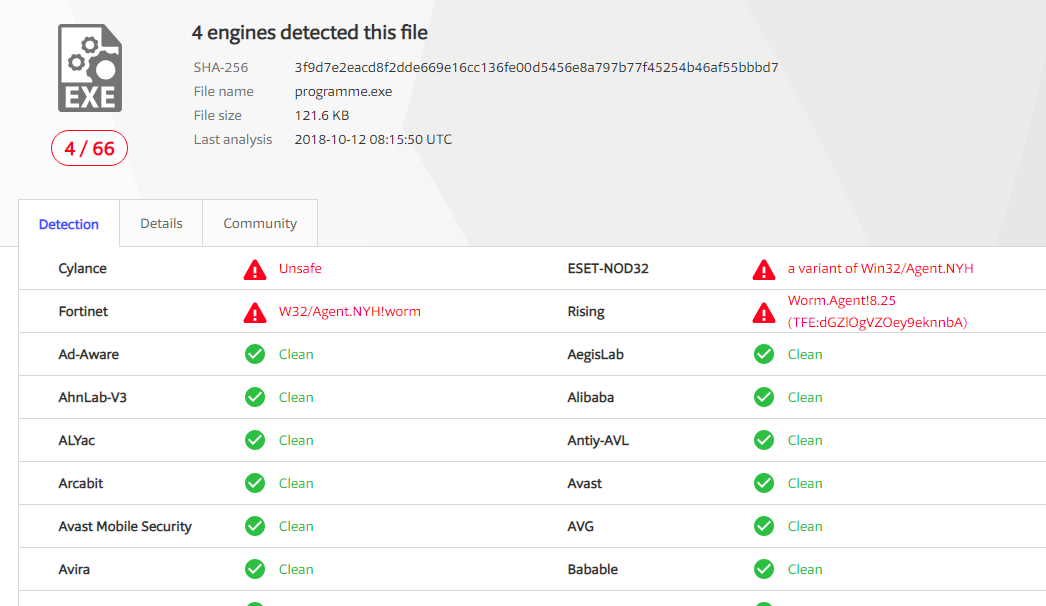 4 engines detected this file
SHA-256 3f9d7e2eacd8f2dde669e16cc136fe00d5456e8a797b77f45254b46af55bbbd7
File name programme.exe
File size 121.6 KB
Last analysis 2018-10-12 08:15:50 UTC
EXE
4 / 66
Detection Details Community
Cylance Unsafe ESET-NOD32 a variant of Win32/Agent.NYH
Fortinet W32/Agent.NYH!worm Rising Worm.Agent!8.25
(TFE:dGZlOgVZOey9eknnbA)
Ad-Aware Clean AegisLab Clean
AhnLab-V3 Clean Alibaba Clean
ALYac Clean Antiy-AVL Clean
Arcabit Clean Avast Clean
Avast Mobile Security Clean AVG Clean
Avira Clean Babable Clean